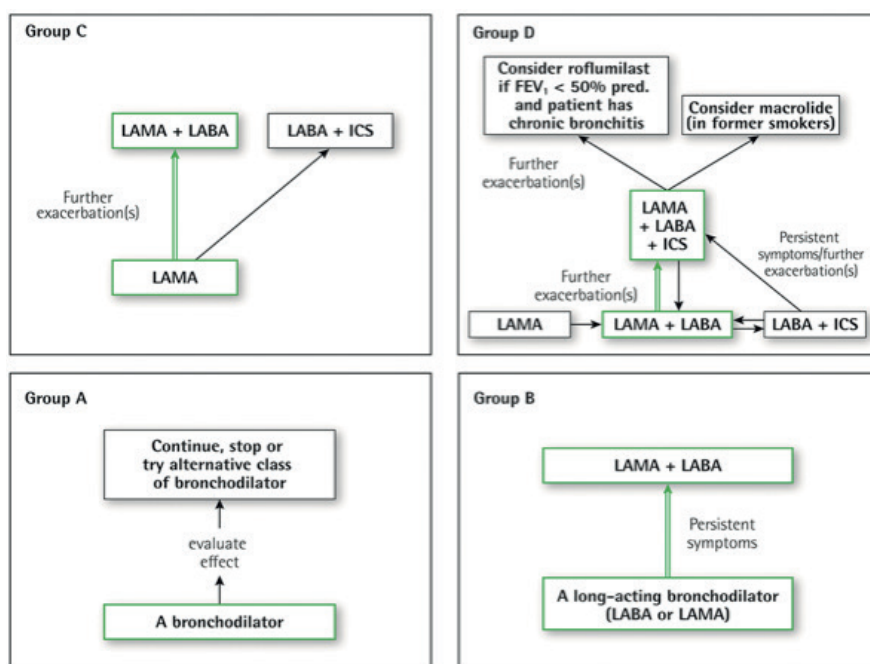 Group C
LAMA + LABA
LABA + ICS
Further
exacerbation(s)
LAMA
Group D
Consider roflumilast
if FEV₁ < 50% pred.
and patient has
chronic bronchitis
Consider macrolide
(in former smokers)
Further
exacerbation(s)
LAMA
+ LABA
+ ICS
Persistent
symptoms/further
exacerbation(s)
Further
exacerbation(s)
LAMA
LAMA + LABA
LABA + ICS
Group A
Continue, stop or
try alternative class
of bronchodilator
evaluate
effect
A bronchodilator
Group B
LAMA + LABA
Persistent
symptoms
A long-acting bronchodilator
(LABA or LAMA)